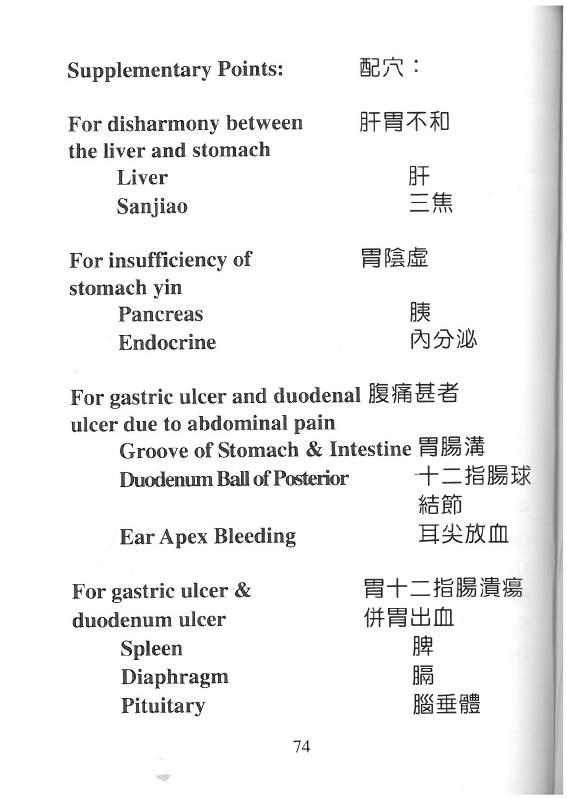 Supplementary Points: 配穴：
For disharmony between 肝胃不和
the liver and stomach
Liver 肝
Sanjiao 三焦
For insufficiency of 胃陰虛
stomach yin
Pancreas 胰
Endocrine 內分泌
For gastric ulcer and duodenal 腹痛甚者
ulcer due to abdominal pain
Groove of Stomach & Intestine 胃腸溝
Duodenum Ball of Posterior 十二指腸球
結節
Ear Apex Bleeding 耳尖放血
For gastric ulcer & 胃十二指腸潰瘍
duodenum ulcer 併胃出血
Spleen 脾
Diaphragm 膈
Pituitary 腦垂體
74